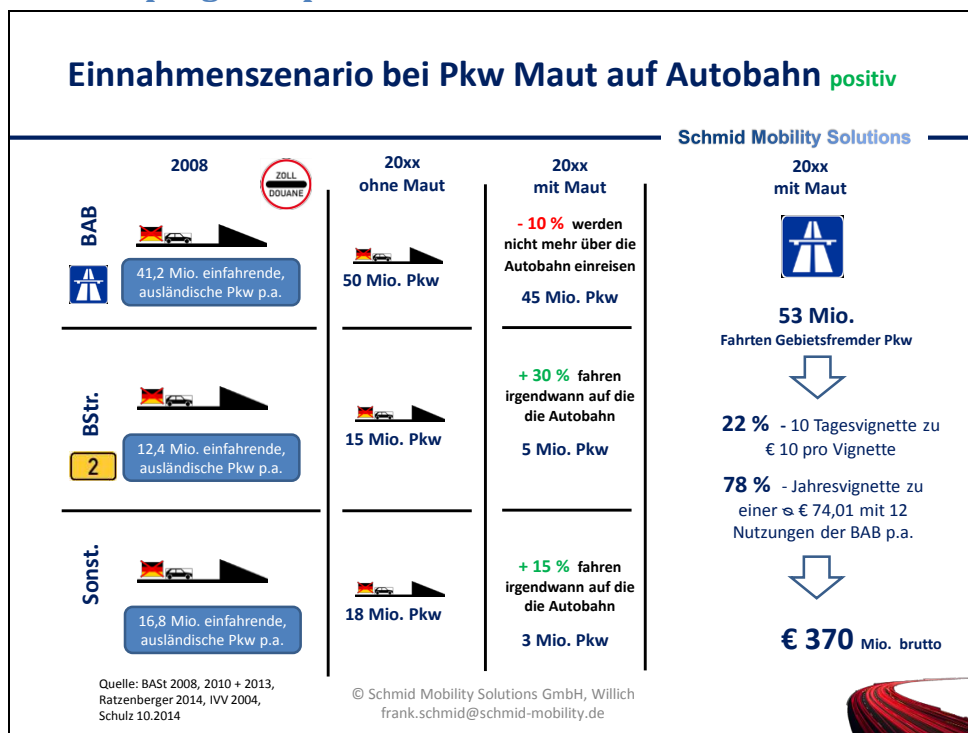 Einnahmenszenario bei Pkw Maut auf Autobahn positiv
Schmid Mobility Solutions
2008
ZOLL
DOUANE
20xx
ohne Maut
20xx
mit Maut
20xx
mit Maut
BAB
41,2 Mio. einfahrende,
ausländische Pkw p.a.
50 Mio. Pkw
- 10 % werden
nicht mehr über die
Autobahn einreisen
45 Mio. Pkw
BStr.
2
12,4 Mio. einfahrende,
ausländische Pkw p.a.
15 Mio. Pkw
+ 30 % fahren
irgendwann auf die
die Autobahn
5 Mio. Pkw
Sonst.
16,8 Mio. einfahrende,
ausländische Pkw p.a.
18 Mio. Pkw
+ 15 % fahren
irgendwann auf die
die Autobahn
3 Mio. Pkw
53 Mio.
Fahrten Gebietsfremder Pkw
22 % - 10 Tagesvignette zu
€ 10 pro Vignette
78 % - Jahresvignette zu
einer € 74,01 mit 12
Nutzungen der BAB p.a.
€ 370 Mio. brutto
Quelle: BASt 2008, 2010 + 2013,
Ratzenberger 2014, IVV 2004,
Schulz 10.2014
© Schmid Mobility Solutions GmbH, Willich
frank.schmid@schmid-mobility.de